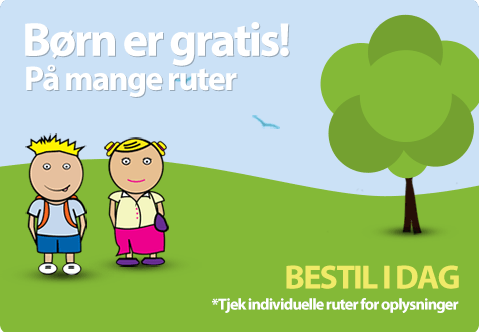 Børn er gratis!
På mange ruter
BESTIL I DAG
*Tjek individuelle ruter for oplysninger